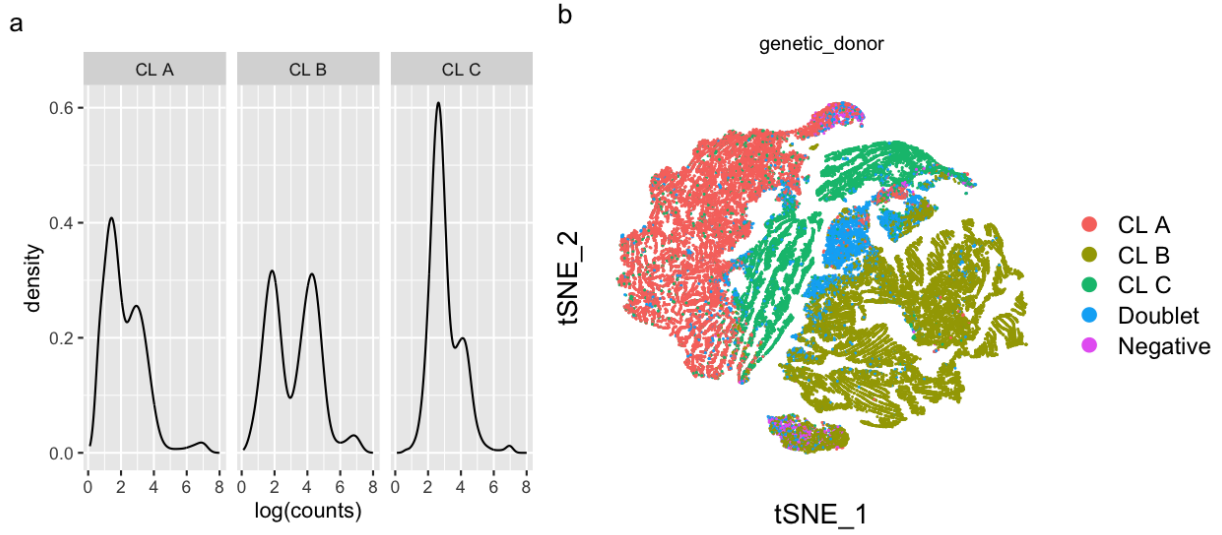 a
CL A CL B CL C
0.6
0.4
0.2
0.0
density
0 2 4 6 8 0 2 4 6 8 0 2 4 6 8
log(counts)
b
genetic_donor
tSNE_2
tSNE_1
CL A
CL B
CL C
Doublet
Negative